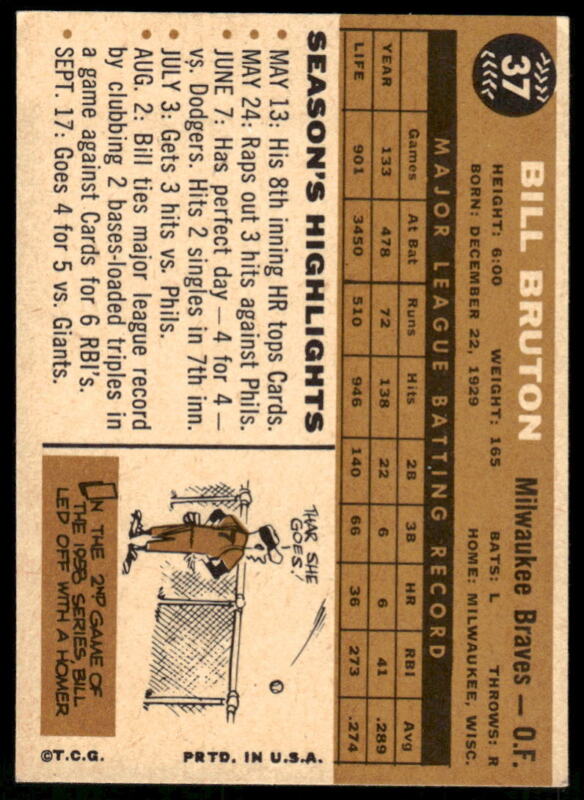 37
BILL BRUTON
Milwaukee Braves — O.F.
HEIGHT: 6:00 WEIGHT: 165 BATS: L THROWS: R
BORN: DECEMBER 22, 1929 HOME: MILWAUKEE, WISC.
MAJOR LEAGUE BATTING RECORD
Games At Bat Runs Hits 2B 3B HR RBI Avg
YEAR 133 478 72 138 22 6 6 41 .289
LIFE 901 3450 510 946 140 66 36 273 .274
SEASON'S HIGHLIGHTS
• MAY 13: His 8th inning HR tops Cards.
• MAY 24: Raps out 3 hits against Phils.
• JUNE 7: Has perfect day — 4 for 4 —
vs. Dodgers. Hits 2 singles in 7th inn.
• JULY 3: Gets 3 hits vs. Phils.
• AUG. 2: Bill ties major league record
by clubbing 2 bases-loaded triples in
a game against Cards for 6 RBI's.
• SEPT. 17: Goes 4 for 5 vs. Giants.
THAR SHE
GOES!
IN THE 2ND GAME OF
THE 1958 SERIES, BILL
LED OFF WITH A HOMER
©T.C.G. PRTD. IN U.S.A.